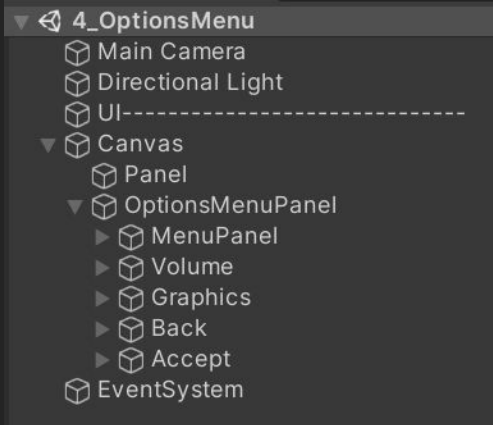 4_OptionsMenu
Main Camera
Directional Light
UI------------------------------
Canvas
Panel
OptionsMenuPanel
MenuPanel
Volume
Graphics
Back
Accept
EventSystem